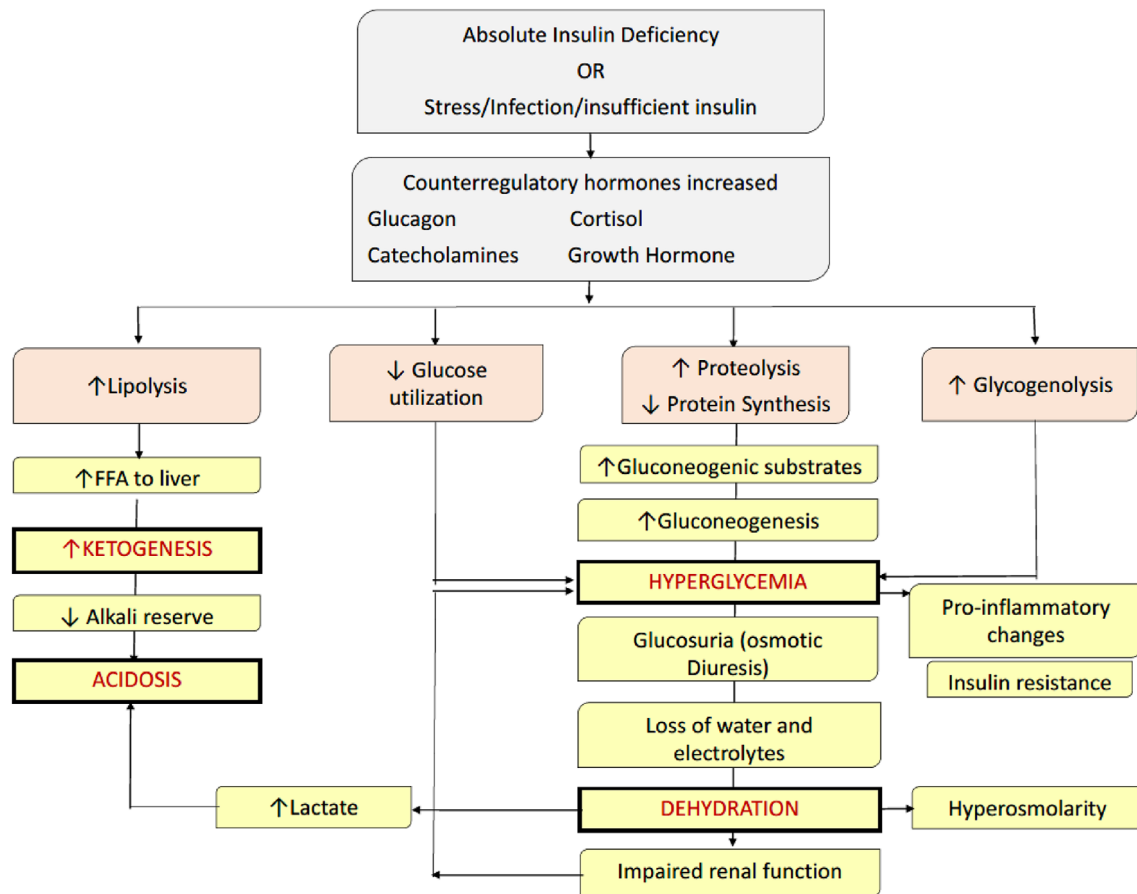 Absolute Insulin Deficiency
OR
Stress/Infection/insufficient insulin
Counterregulatory hormones increased
Glucagon Cortisol
Catecholamines Growth Hormone
↑Lipolysis
↓ Glucose
utilization
↑ Proteolysis
↓ Protein Synthesis
↑ Glycogenolysis
↑FFA to liver
↑KETOGENESIS
↓ Alkali reserve
ACIDOSIS
↑Gluconeogenic substrates
↑Gluconeogenesis
HYPERGLYCEMIA
Pro-inflammatory
changes
Insulin resistance
Glucosuria (osmotic
Diuresis)
Loss of water and
electrolytes
↑Lactate
DEHYDRATION
Hyperosmolarity
Impaired renal function